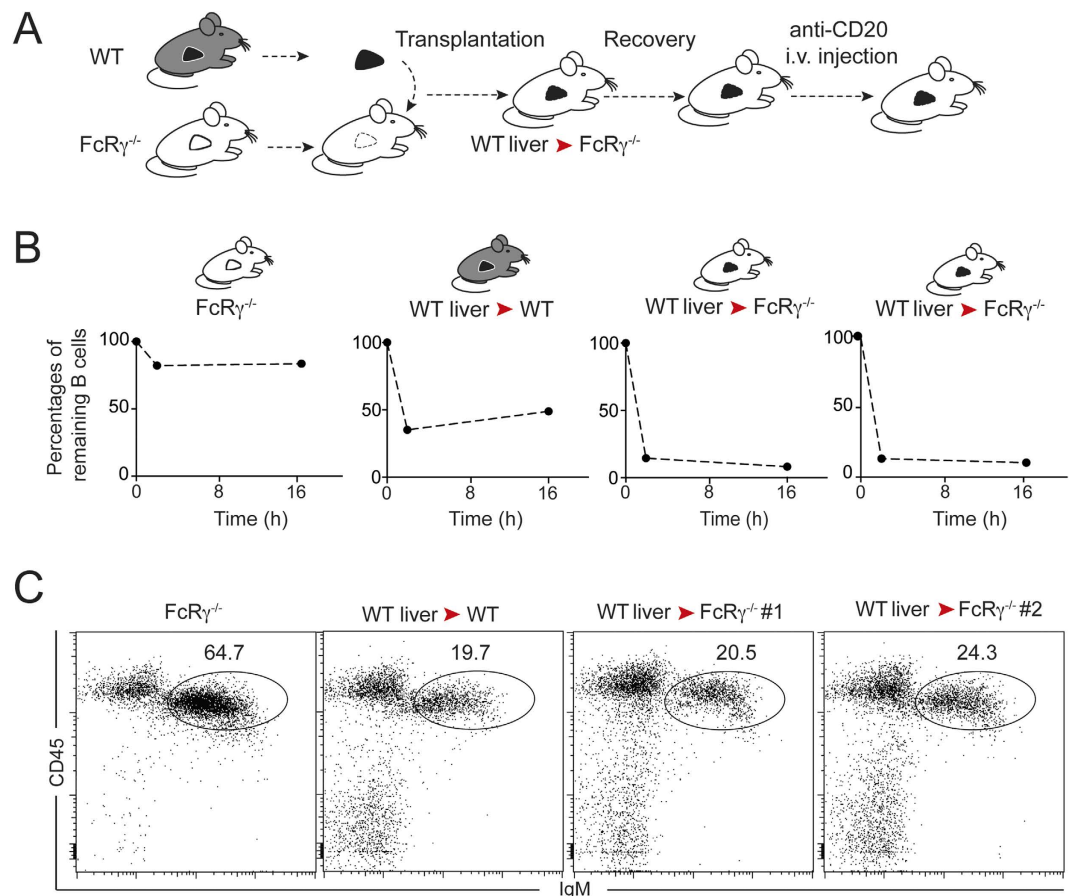 A
WT
Transplantation
Recovery
anti-CD20
i.v. injection
FcRγ-/-
WT liver ➤ FcRγ-/-
B
FcRγ-/-
WT liver ➤ WT
WT liver ➤ FcRγ-/-
WT liver ➤ FcRγ-/-
Percentages of
remaining B cells
100
50
0
0 8 16
Time (h)
100
50
0
0 8 16
Time (h)
100
50
0
0 8 16
Time (h)
100
50
0
0 8 16
Time (h)
C
FcRγ-/-
WT liver ➤ WT
WT liver ➤ FcRγ-/- #1
WT liver ➤ FcRγ-/- #2
64.7
19.7
20.5
24.3
CD45
IgM